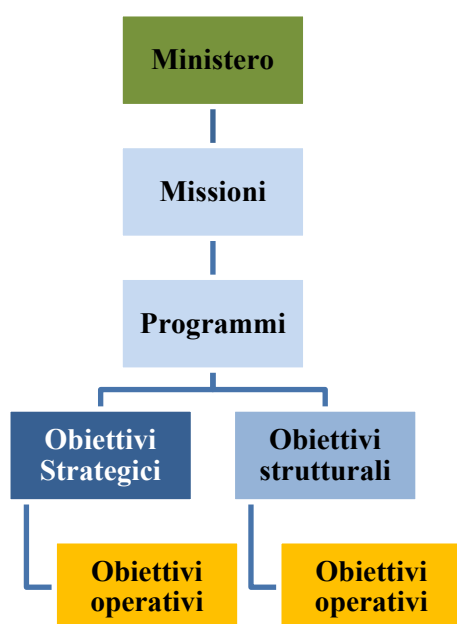 Ministero
Missioni
Programmi
Obiettivi
Strategici
Obiettivi
strutturali
Obiettivi
operativi
Obiettivi
operativi